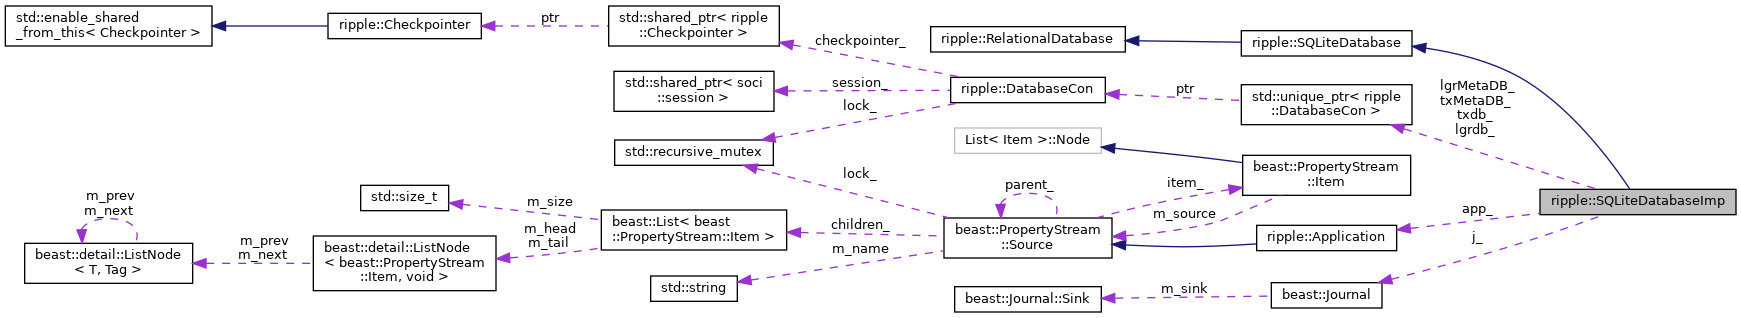 std::enable_shared
_from_this< Checkpointer >
ripple::Checkpointer
ptr
std::shared_ptr< ripple
::Checkpointer >
checkpointer_
ripple::RelationalDatabase
ripple::SQLiteDatabase
std::shared_ptr< soci
::session >
session_
lock_
ripple::DatabaseCon
ptr
std::unique_ptr< ripple
::DatabaseCon >
lgrMetaDB_
txMetaDB_
txdb_
lgrdb_
std::recursive_mutex
List< Item >::Node
beast::PropertyStream
::Item
lock_
parent_
item_
m_source
ripple::SQLiteDatabaseImp
std::size_t
m_size
beast::List< beast
::PropertyStream::Item >
children_
m_name
beast::PropertyStream
::Source
ripple::Application
app_
j_
m_prev
m_next
beast::detail::ListNode
< T, Tag >
m_prev
m_next
beast::detail::ListNode
< beast::PropertyStream
::Item, void >
m_head
m_tail
std::string
beast::Journal::Sink
m_sink
beast::Journal